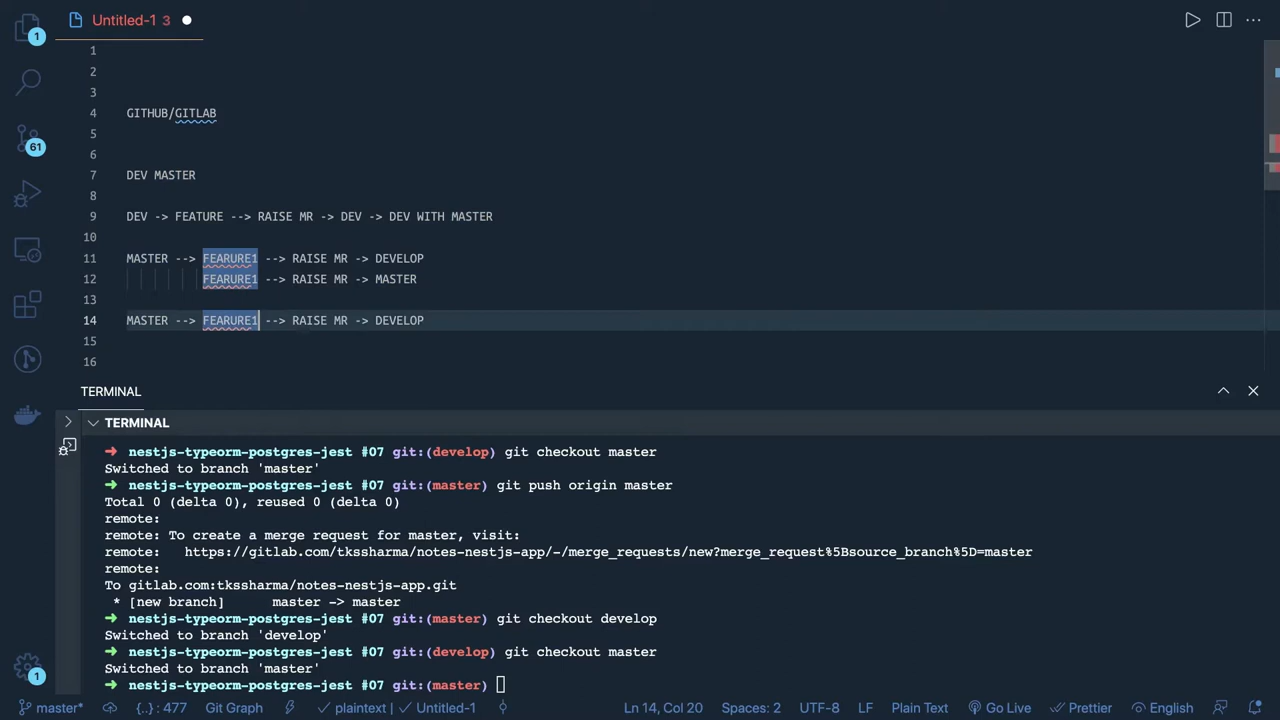 Untitled-1 3
1
1
2
3
4 GITHUB/GITLAB
5
61
6
7 DEV MASTER
8
9 DEV -> FEATURE --> RAISE MR -> DEV -> DEV WITH MASTER
10
11 MASTER --> FEARURE1 --> RAISE MR -> DEVELOP
12 FEARURE1 --> RAISE MR -> MASTER
13
14 MASTER --> FEARURE1 --> RAISE MR -> DEVELOP
15
16
TERMINAL
TERMINAL
➜ nestjs-typeorm-postgres-jest #07 git:(develop) git checkout master
Switched to branch 'master'
➜ nestjs-typeorm-postgres-jest #07 git:(master) git push origin master
Total 0 (delta 0), reused 0 (delta 0)
remote:
remote: To create a merge request for master, visit:
remote:   https://gitlab.com/tkssharma/notes-nestjs-app/-/merge_requests/new?merge_request%5Bsource_branch%5D=master
remote:
To gitlab.com:tkssharma/notes-nestjs-app.git
* [new branch]      master -> master
➜ nestjs-typeorm-postgres-jest #07 git:(master) git checkout develop
Switched to branch 'develop'
➜ nestjs-typeorm-postgres-jest #07 git:(develop) git checkout master
Switched to branch 'master'
➜ nestjs-typeorm-postgres-jest #07 git:(master)
1
master* {..} : 477 Git Graph plaintext Untitled-1 Ln 14, Col 20 Spaces: 2 UTF-8 LF Plain Text Go Live Prettier English